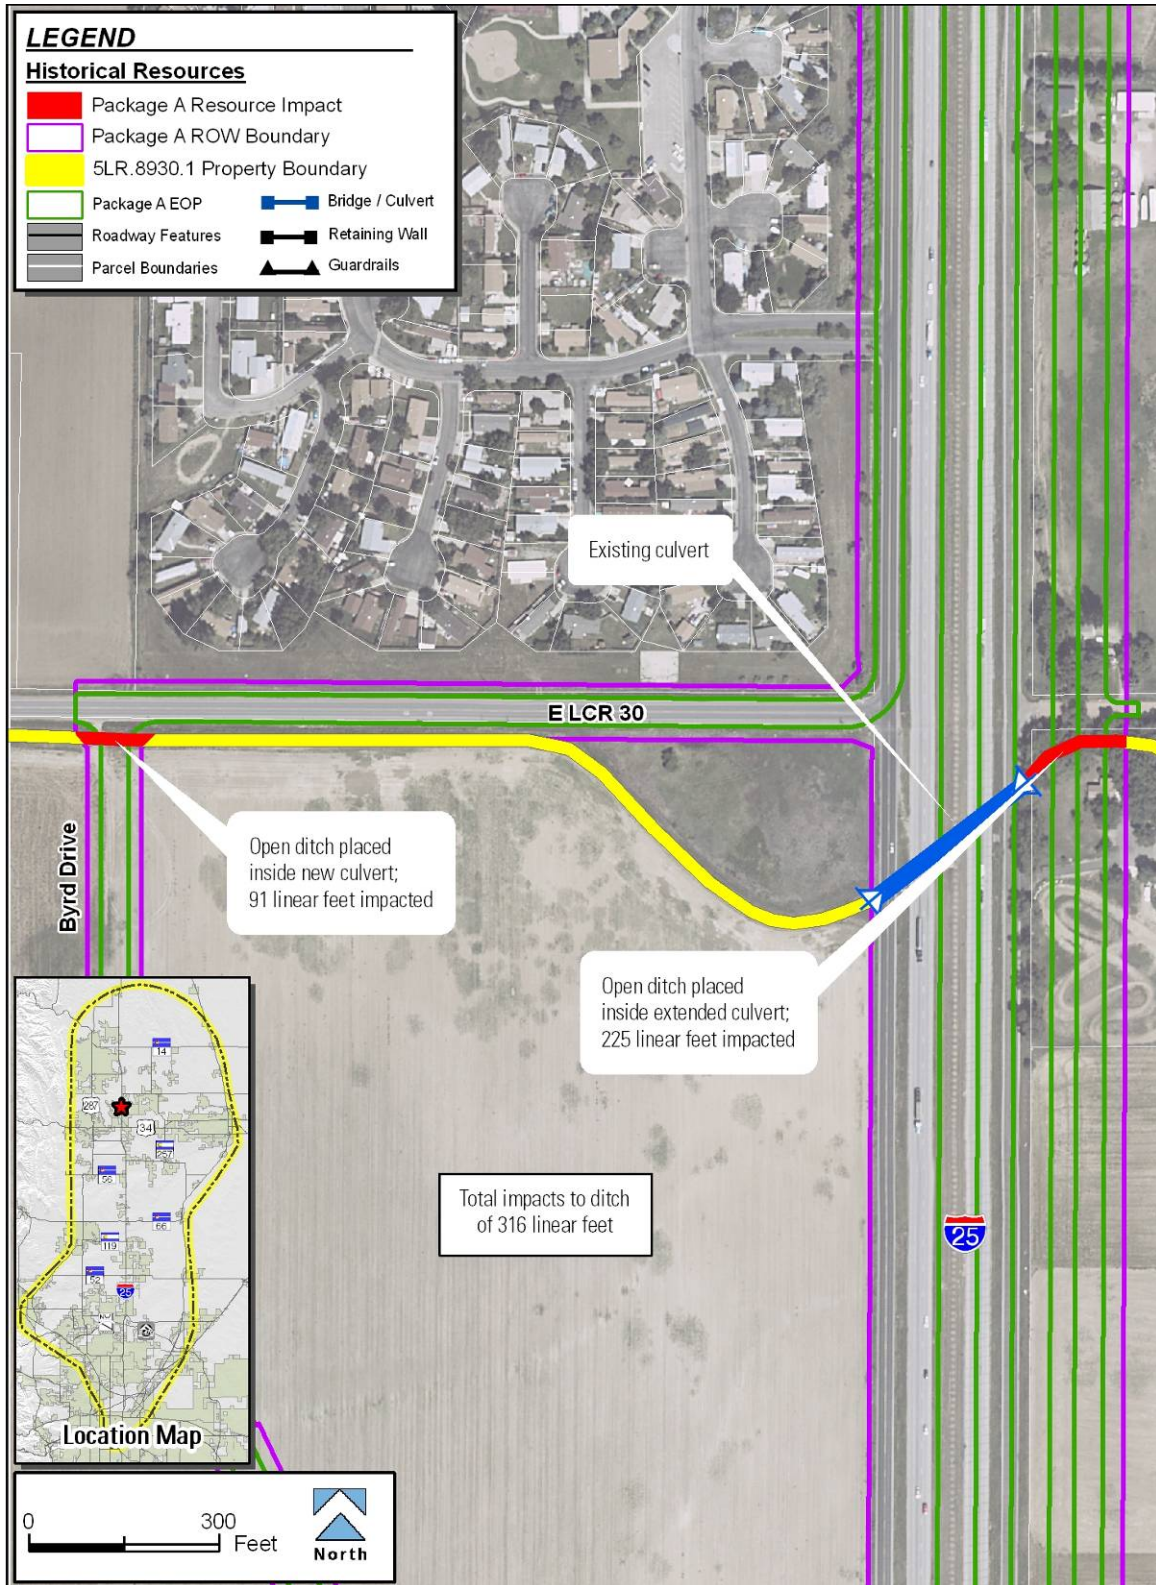 LEGEND
Historical Resources
Package A Resource Impact
Package A ROW Boundary
5LR.8930.1 Property Boundary
Package A EOP
Bridge / Culvert
Roadway Features
Retaining Wall
Parcel Boundaries
Guardrails
Existing culvert
E LCR 30
Byrd Drive
Open ditch placed
inside new culvert;
91 linear feet impacted
Open ditch placed
inside extended culvert;
225 linear feet impacted
Total impacts to ditch
of 316 linear feet
25
14
287
34
257
56
66
119
52
25
Location Map
0
300
Feet
North